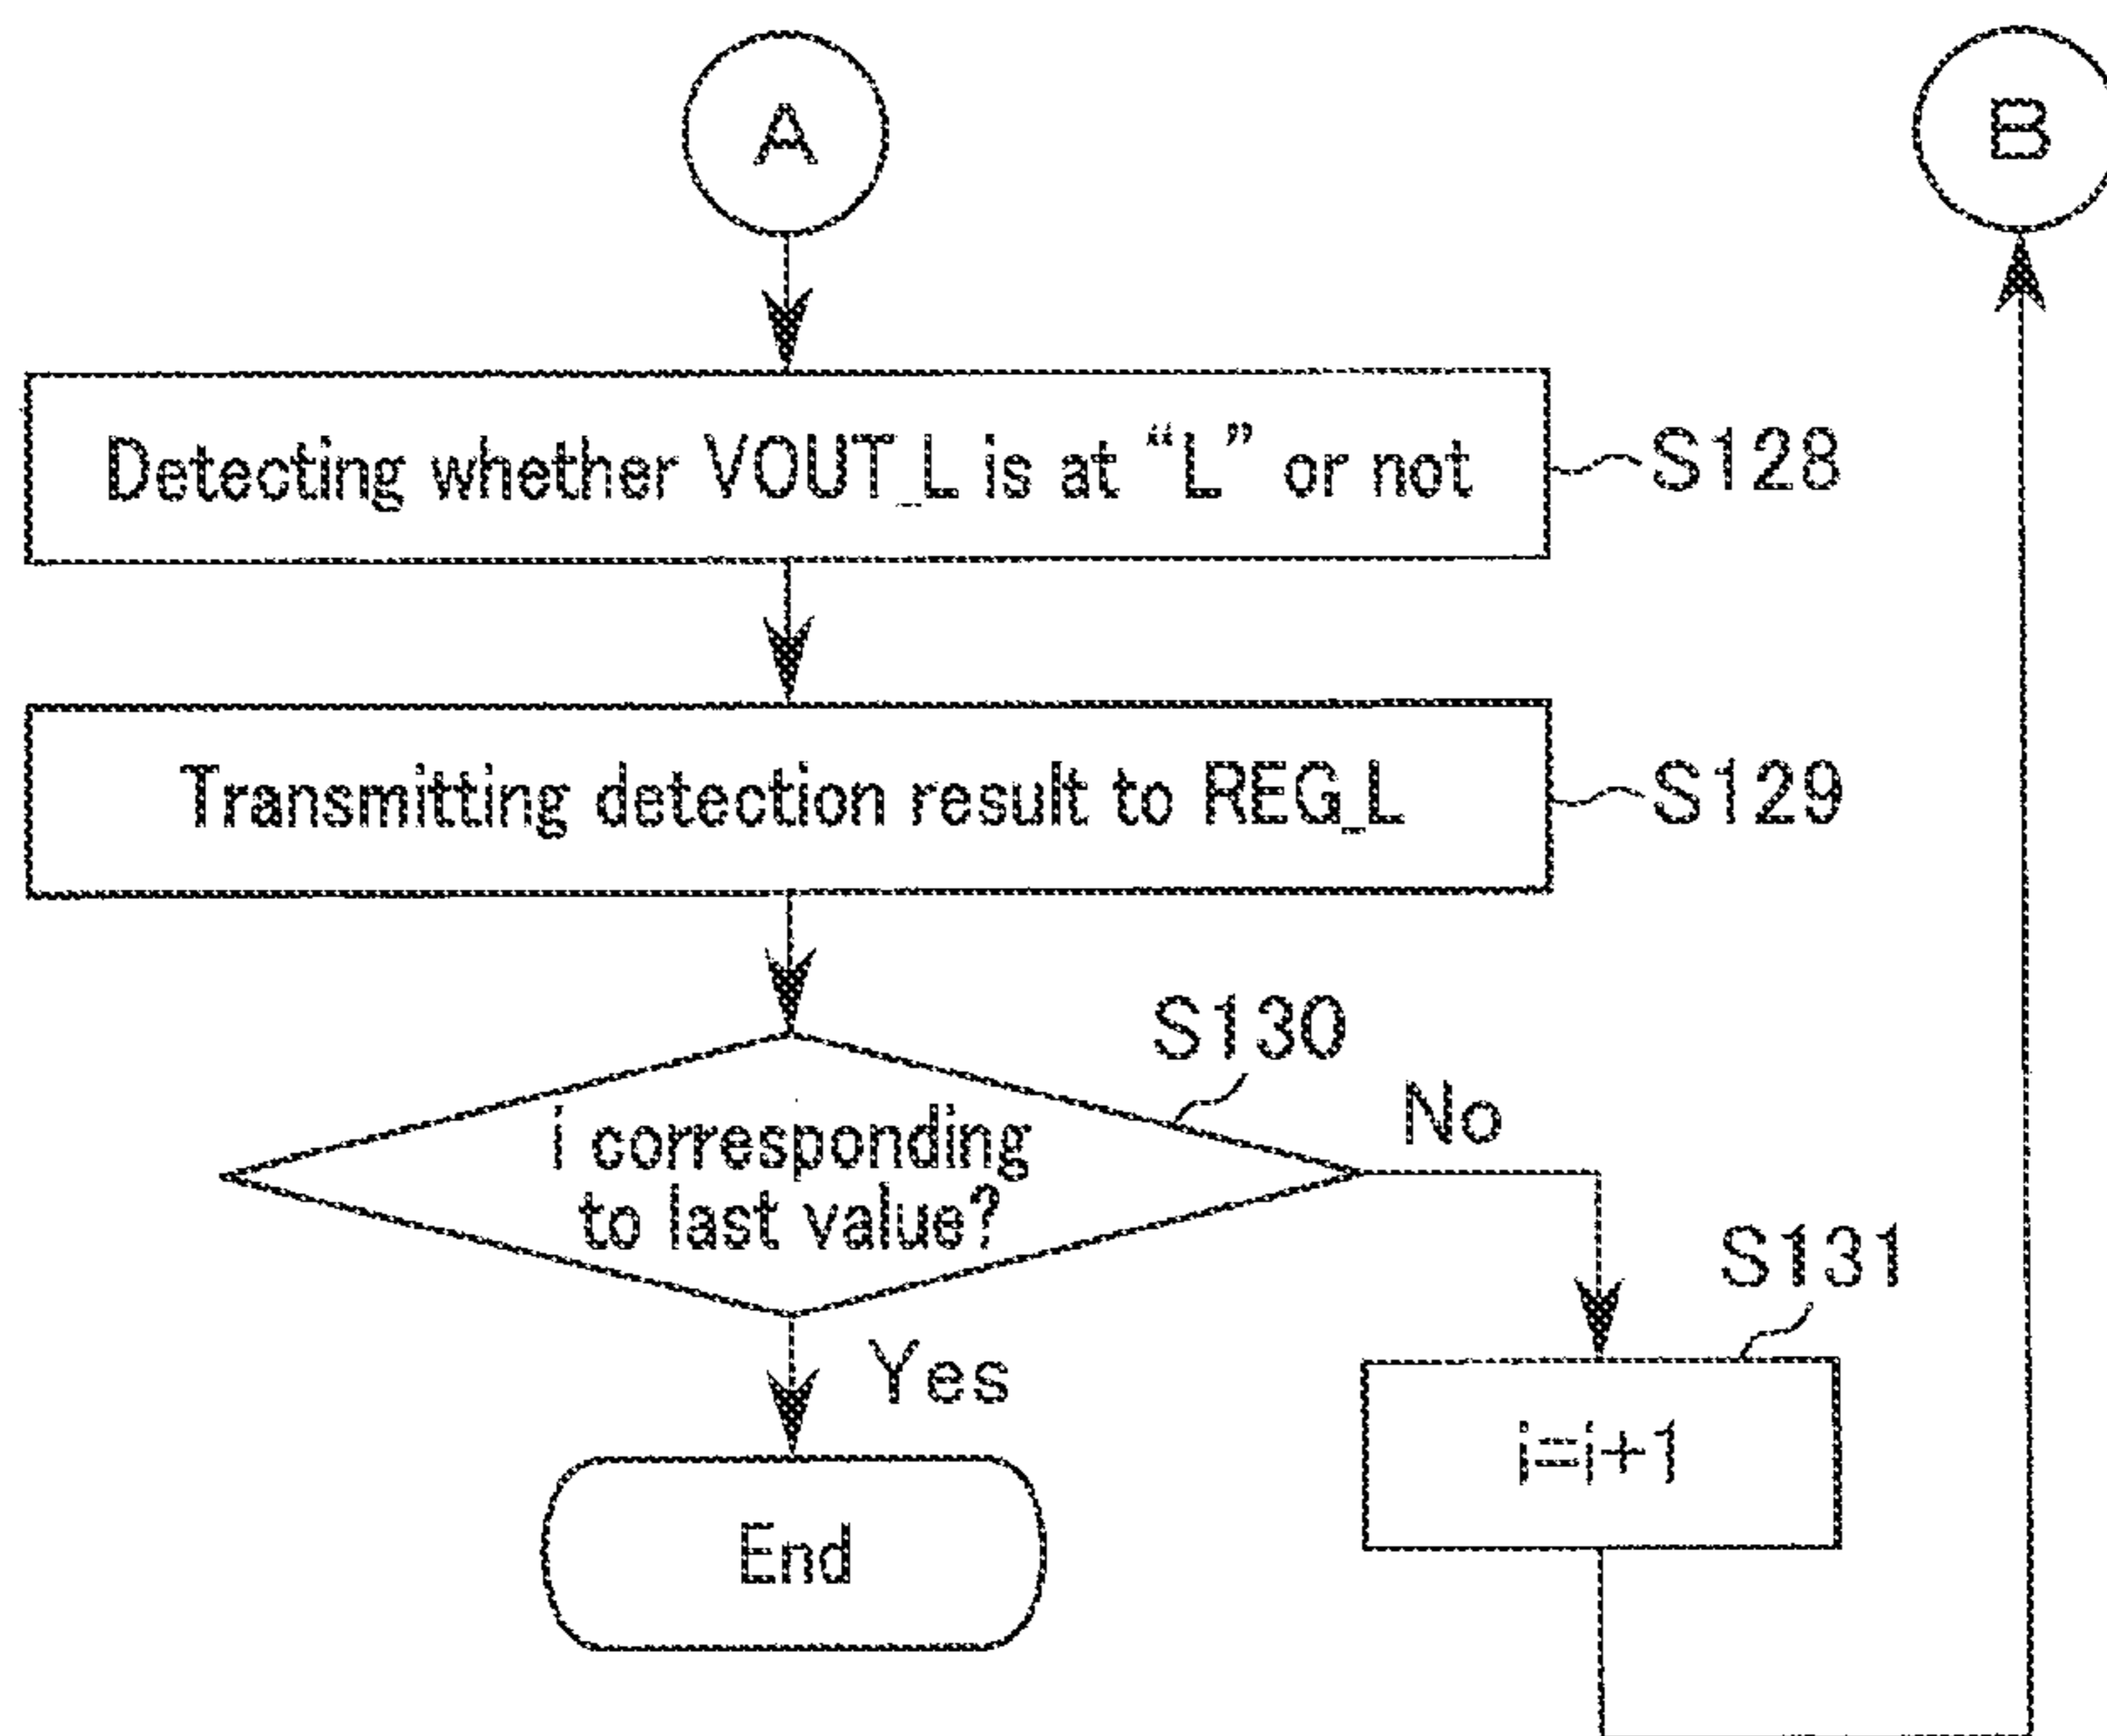 A
B
Detecting whether VOUT_L is at “L” or not
S128
Transmitting detection result to REG_L
S129
S130
i corresponding
to last value?
No
S131
Yes
i=i+1
End